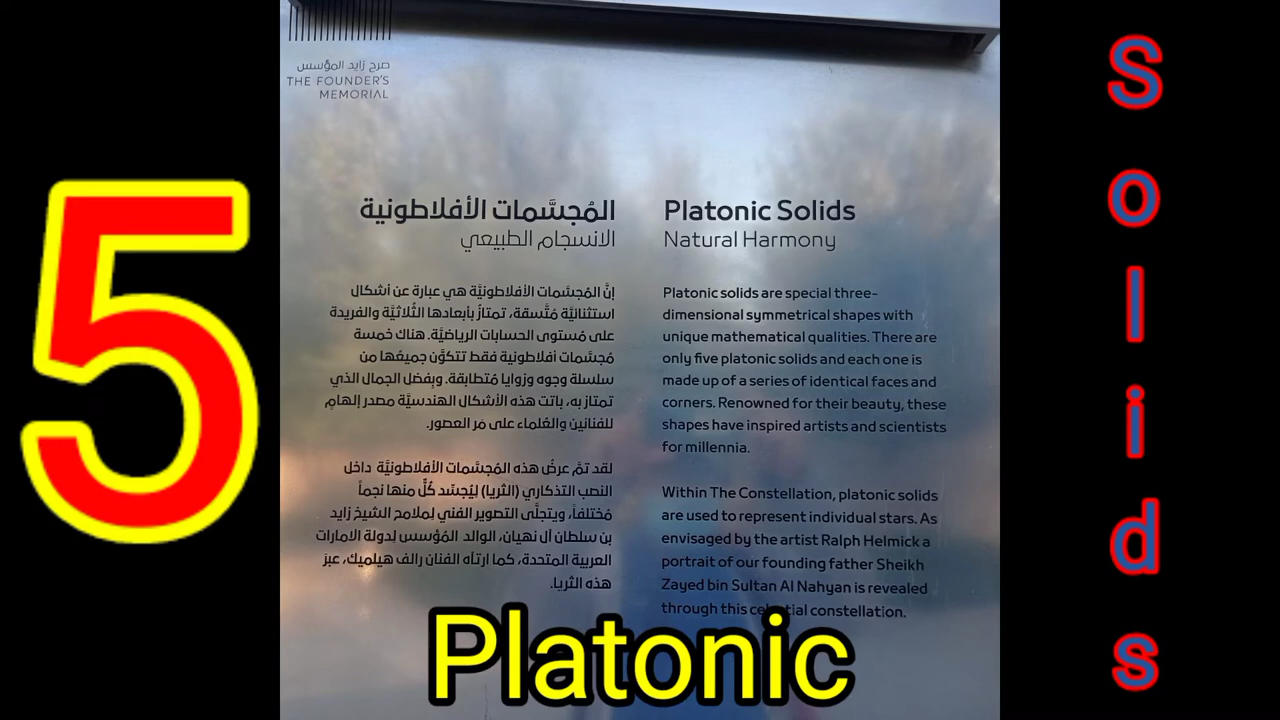 5
صرح زايد المؤسس
THE FOUNDER'S
MEMORIAL
المُجسَّمات الأفلاطونية
الانسجام الطبيعي
إنَّ المُجسَّمات الأفلاطونيَّة هي عبارة عن أشكال
استثنائيَّة مُتَّسقة، تمتازُ بأبعادها الثُلاثيَّة والفريدة
على مُستوى الحسابات الرياضيَّة. هناك خمسة
مُجسَّمات أفلاطونية فقط تتكوَّن جميعُها من
سلسلة وجوه وزوايا مُتطابقة. وبفضل الجمال الذي
تمتاز به، باتت هذه الأشكال الهندسيَّة مصدر إلهامٍ
للفنانين والعُلماء على مَر العصور.
لقد تمَّ عرضُ هذه المُجسَّمات الأفلاطونيَّة داخل
النصب التذكاري (الثريا) ليُجسِّد كُلٌّ منها نجماً
مُختلفاً، ويتجلَّى التصوير الفني لملامح الشيخ زايد
بن سلطان آل نهيان، الوالد المُؤسس لدولة الامارات
العربية المتحدة، كما ارتأه الفنان رالف هيلميك، عبرَ
هذه الثريا.
Platonic Solids
Natural Harmony
Platonic solids are special three-
dimensional symmetrical shapes with
unique mathematical qualities. There are
only five platonic solids and each one is
made up of a series of identical faces and
corners. Renowned for their beauty, these
shapes have inspired artists and scientists
for millennia.
Within The Constellation, platonic solids
are used to represent individual stars. As
envisaged by the artist Ralph Helmick a
portrait of our founding father Sheikh
Zayed bin Sultan Al Nahyan is revealed
through this celestial constellation.
Platonic
Solids